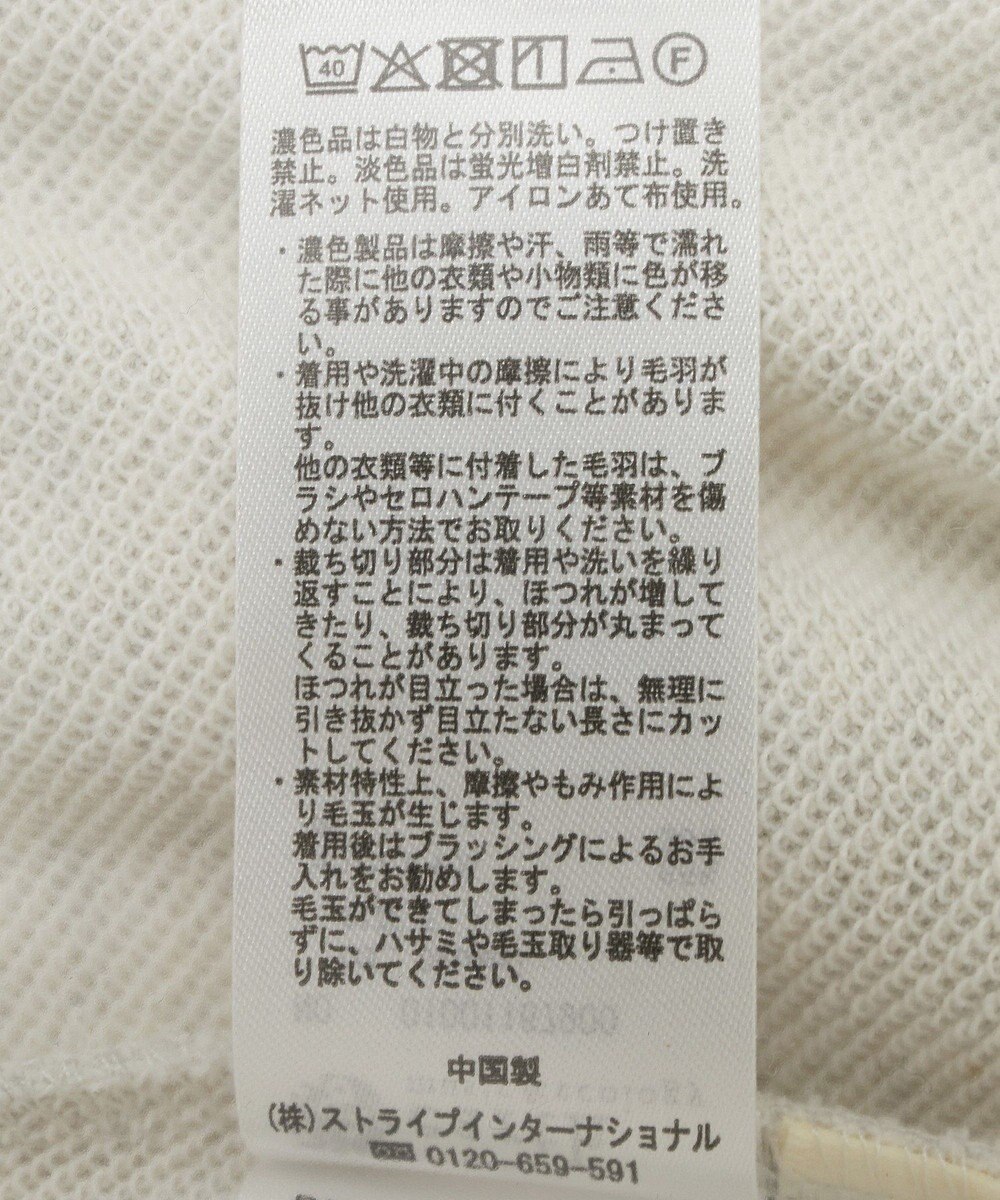 40 F
濃色品は白物と分別洗い。つけ置き
禁止。淡色品は蛍光増白剤禁止。洗
濯ネット使用。アイロンあて布使用。
・濃色製品は摩擦や汗、雨等で濡れ
た際に他の衣類や小物類に色が移
る事がありますのでご注意くださ
い。
・着用や洗濯中の摩擦により毛羽が
抜け他の衣類に付くことがありま
す。
他の衣類等に付着した毛羽は、ブ
ラシやセロハンテープ等素材を傷
めない方法でお取りください。
・裁ち切り部分は着用や洗いを繰り
返すことにより、ほつれが増して
きたり、裁ち切り部分が丸まって
くることがあります。
ほつれが目立った場合は、無理に
引き抜かず目立たない長さにカッ
トしてください。
・素材特性上、摩擦やもみ作用によ
り毛玉が生じます。
着用後はブラッシングによるお手
入れをお勧めします。
毛玉ができてしまったら引っぱら
ずに、ハサミや毛玉取り器等で取
り除いてください。
中国製
(株)ストライプインターナショナル
0120-659-591